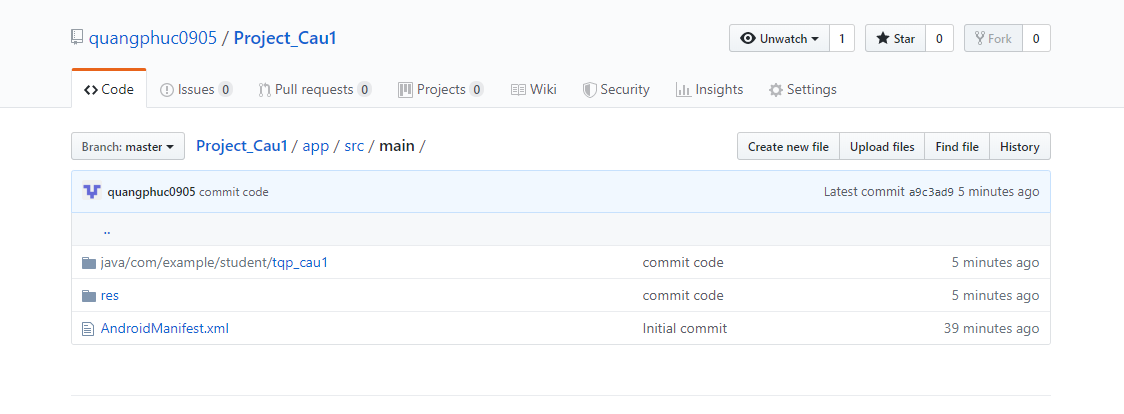 quangphuc0905 / Project_Cau1 Unwatch 1 Star 0 Fork 0
Code Issues 0 Pull requests 0 Projects 0 Wiki Security Insights Settings
Branch: master Project_Cau1 / app / src / main / Create new file Upload files Find file History
quangphuc0905 commit code Latest commit a9c3ad9 5 minutes ago
..
java/com/example/student/tqp_cau1 commit code 5 minutes ago
res commit code 5 minutes ago
AndroidManifest.xml Initial commit 39 minutes ago